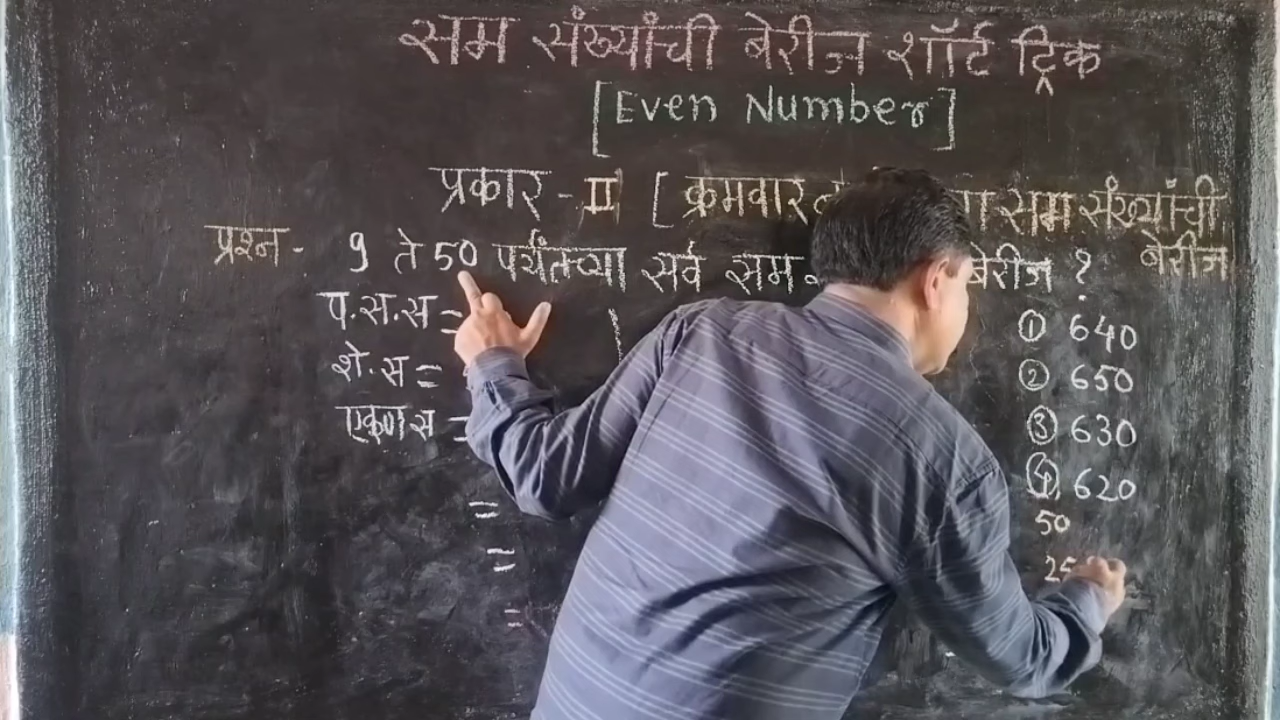 सम संख्यांची बेरीज शॉर्ट ट्रिक
[Even Number]
प्रकार - II [ क्रमवार सम संख्यांची
बेरीज
प्रश्न - 9 ते 50 पर्यंतच्या सर्व सम बेरीज ?
प.स.स =
शे.स =
एकूण स =
=
=
=
① 640
② 650
③ 630
④ 620
50
25